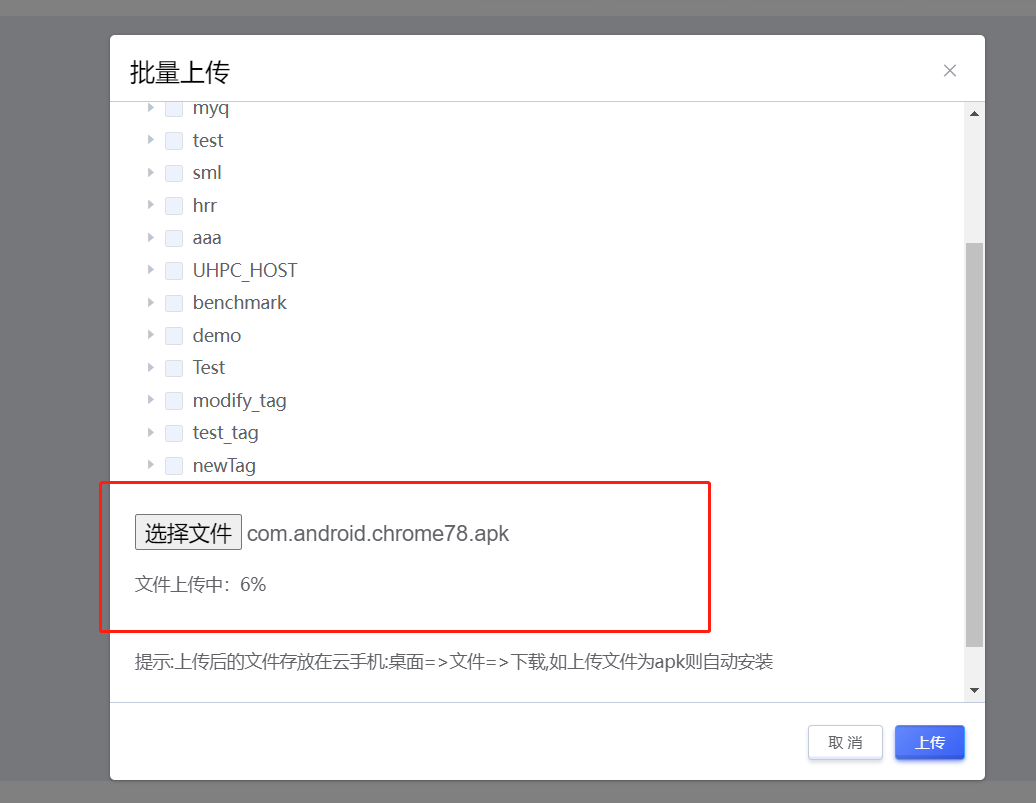 批量上传
myq
test
sml
hrr
aaa
UHPC_HOST
benchmark
demo
Test
modify_tag
test_tag
newTag
选择文件 com.android.chrome78.apk
文件上传中：6%
提示:上传后的文件存放在云手机:桌面=>文件=>下载,如上传文件为apk则自动安装
取 消 上传